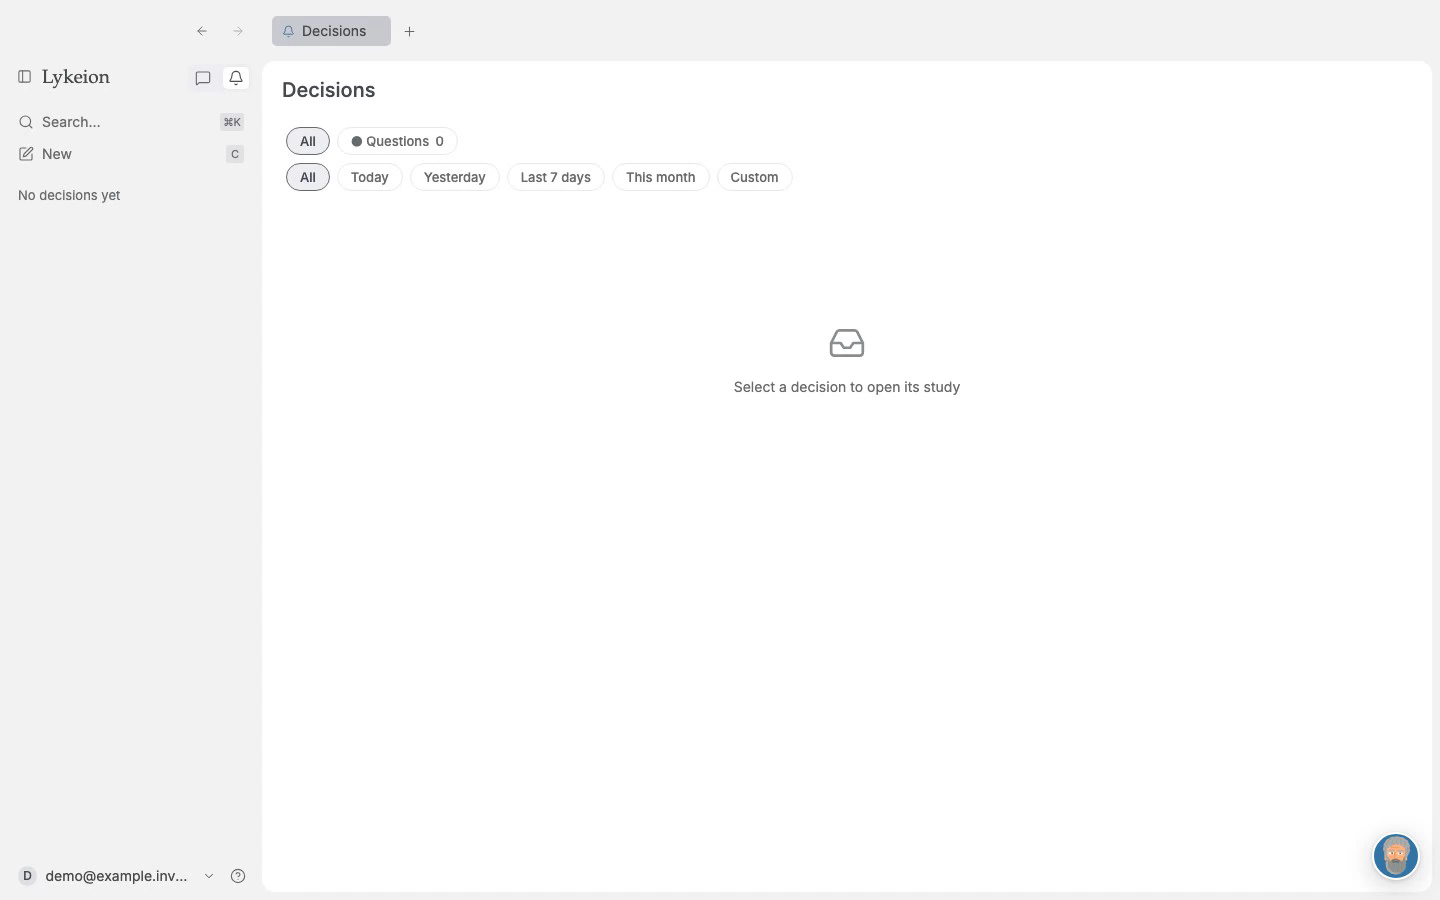 Decisions
Lykeion
Search...
⌘K
New
C
No decisions yet
Decisions
All
Questions 0
All
Today
Yesterday
Last 7 days
This month
Custom
Select a decision to open its study
D
demo@example.inv...